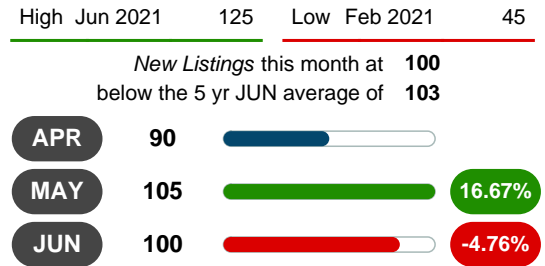 High Jun 2021 125 Low Feb 2021 45
New Listings this month at 100
below the 5 yr JUN average of 103
APR 90
MAY 105 16.67%
JUN 100 -4.76%